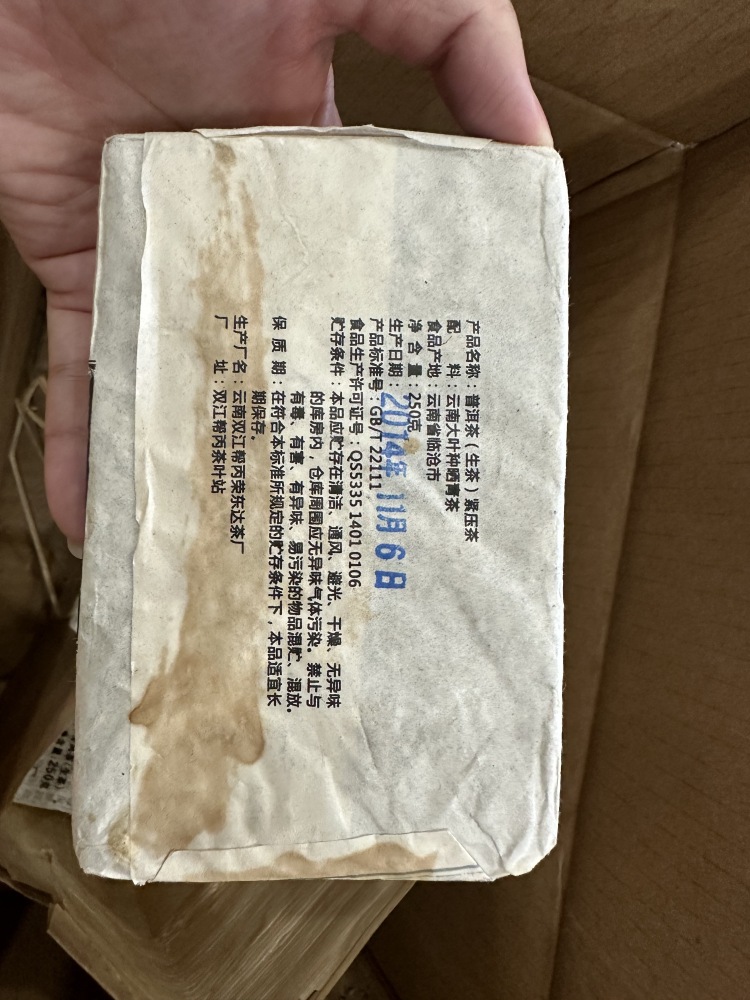 产品名称：普洱茶（生茶）紧压茶
配　料：云南大叶种晒青茶
食品产地：云南省临沧市
净含量：250克
生产日期：2014年11月6日
产品标准号：GB/T 22111
食品生产许可证号：QS5335 1401 0106
贮存条件：本品应贮存在清洁、通风、避光、干燥、无异味
的库房内，仓库周围应无异味气体污染。禁止与
有毒、有害、有异味、易污染的物品混贮、混放。
保质期：在符合本标准所规定的贮存条件下，本品适宜长
期保存。
生产厂名：云南双江帮丙荣东达茶厂
厂　址：双江帮丙茶叶站
250克